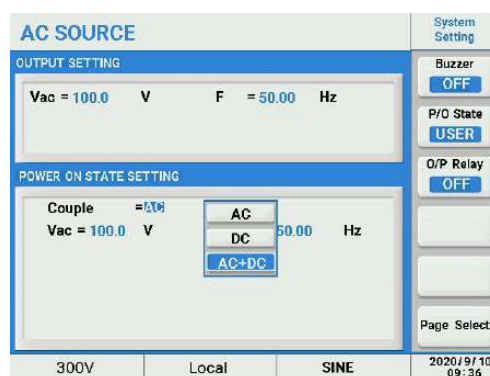 AC SOURCE
System
Setting
OUTPUT SETTING
Vac = 100.0 V F = 50.00 Hz
Buzzer
OFF
P/O State
USER
O/P Relay
OFF
POWER ON STATE SETTING
Couple =AC
Vac = 100.0 V 50.00 Hz
AC
DC
AC+DC
Page Select
300V Local SINE
2020/9/10
09:36